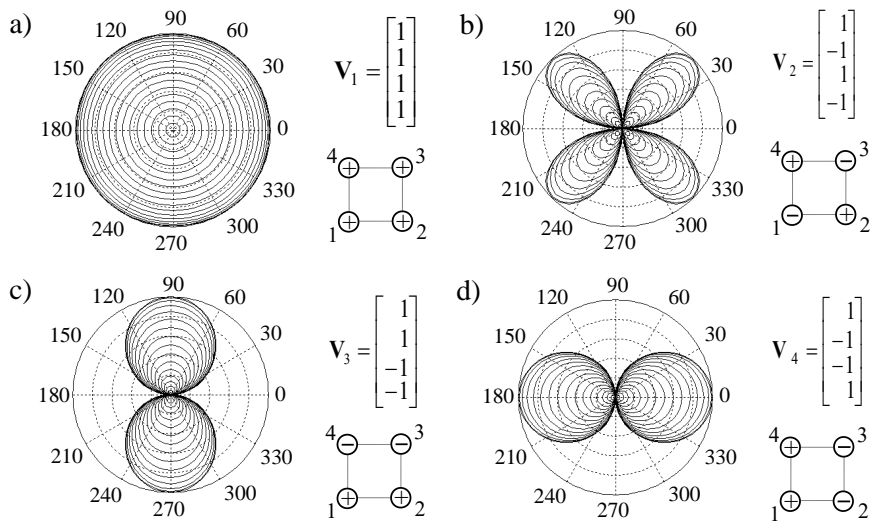 a)
90
120 60
150 30
180 0
210 330
240 300
270
V1 = [1
1
1
1]
4 + + 3
1 + + 2
b)
90
120 60
150 30
180 0
210 330
240 300
270
V2 = [1
-1
1
-1]
4 + − 3
1 − + 2
c)
90
120 60
150 30
180 0
210 330
240 300
270
V3 = [1
1
-1
-1]
4 − − 3
1 + + 2
d)
90
120 60
150 30
180 0
210 330
240 300
270
V4 = [1
-1
-1
1]
4 + − 3
1 + − 2